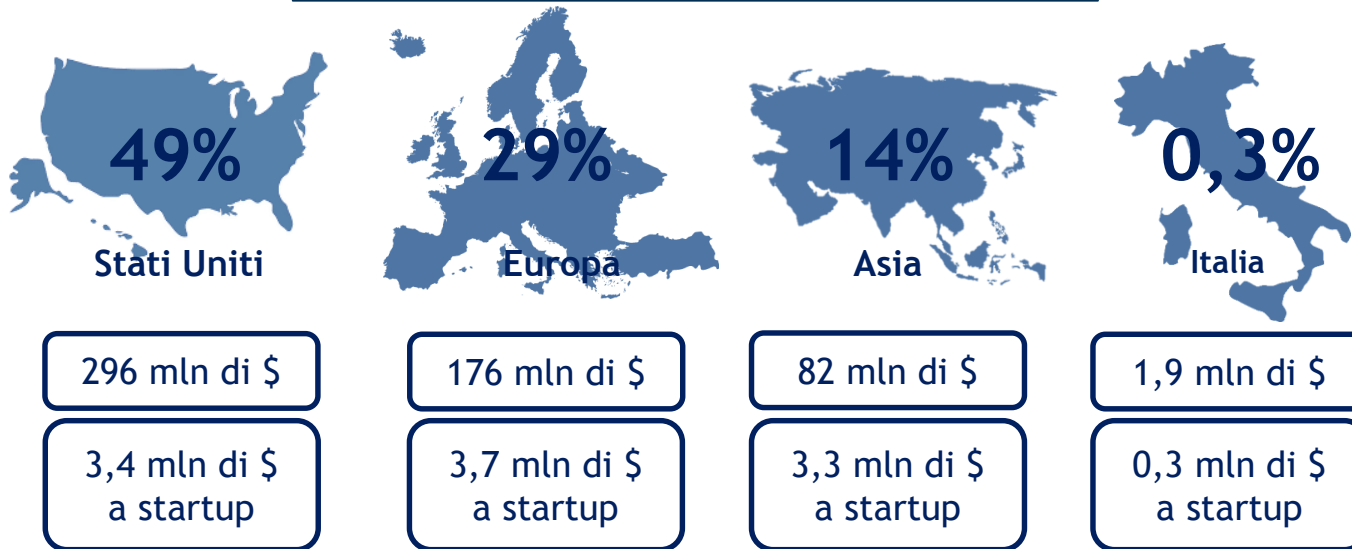 49%
Stati Uniti
296 mln di $
3,4 mln di $
a startup
29%
Europa
176 mln di $
3,7 mln di $
a startup
14%
Asia
82 mln di $
3,3 mln di $
a startup
0,3%
Italia
1,9 mln di $
0,3 mln di $
a startup